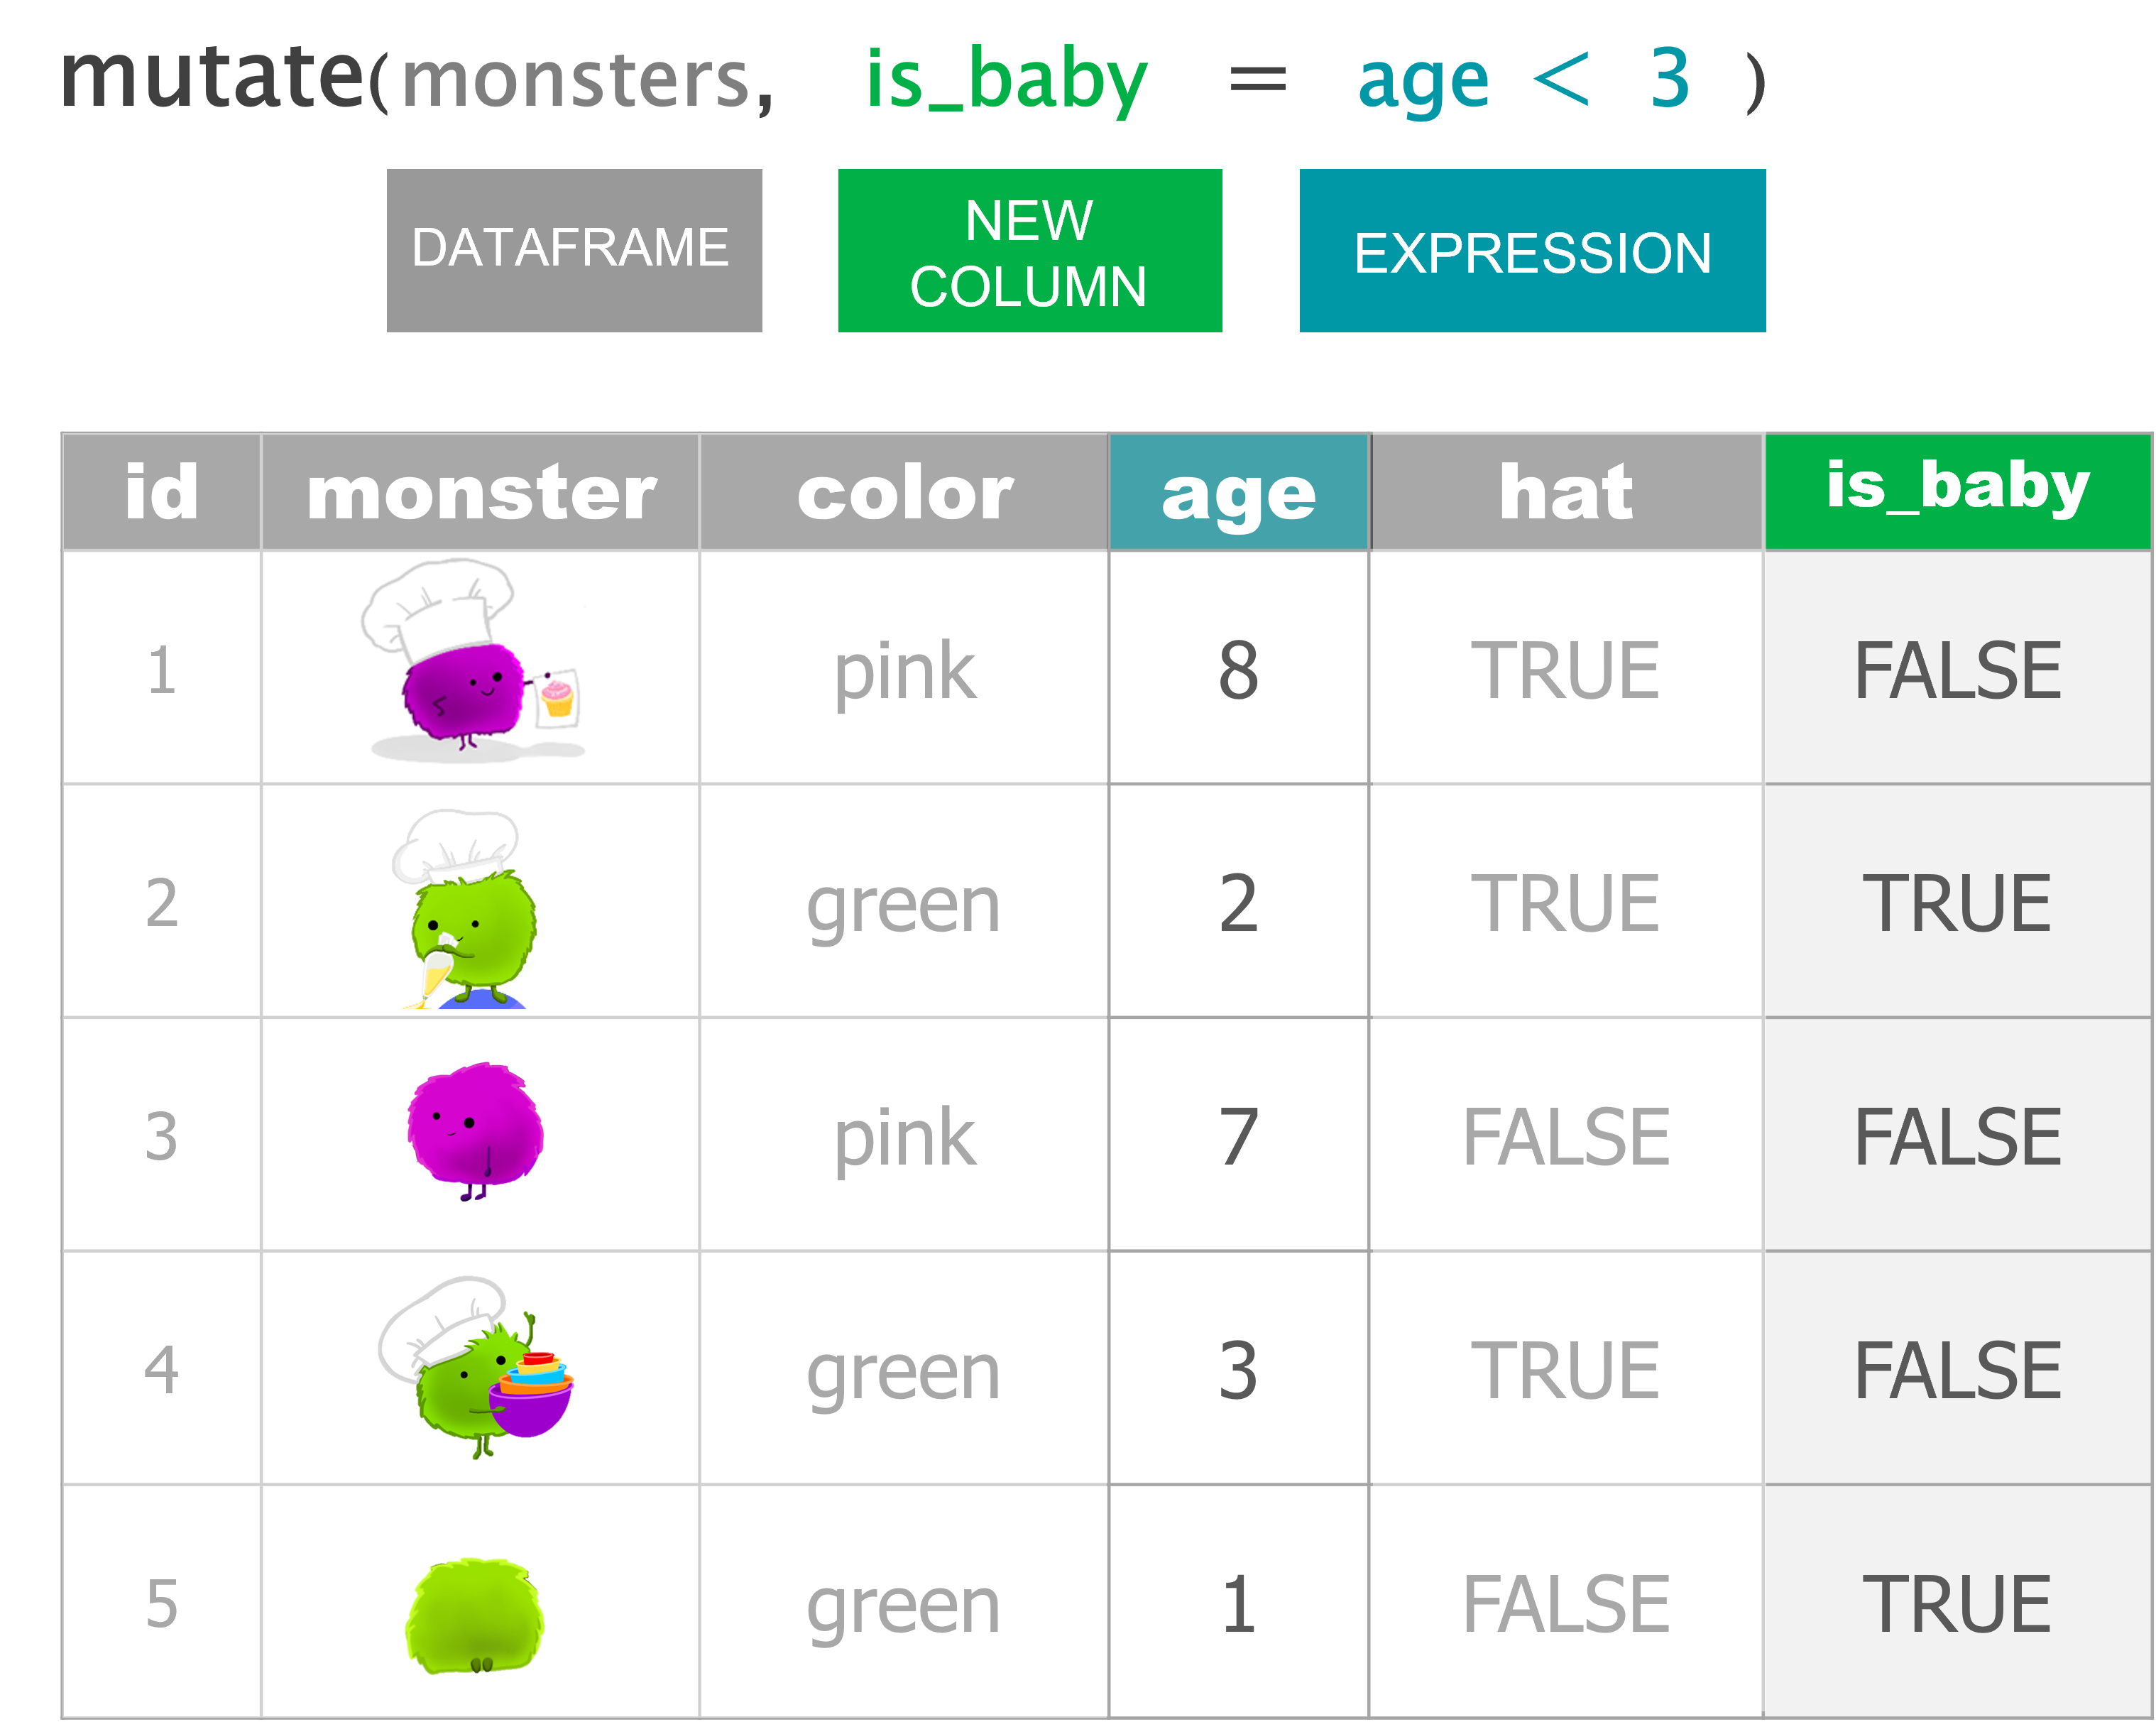 mutate(monsters, is_baby = age < 3 )
DATAFRAME
NEW
COLUMN
EXPRESSION
id monster color age hat is_baby
1 pink 8 TRUE FALSE
2 green 2 TRUE TRUE
3 pink 7 FALSE FALSE
4 green 3 TRUE FALSE
5 green 1 FALSE TRUE